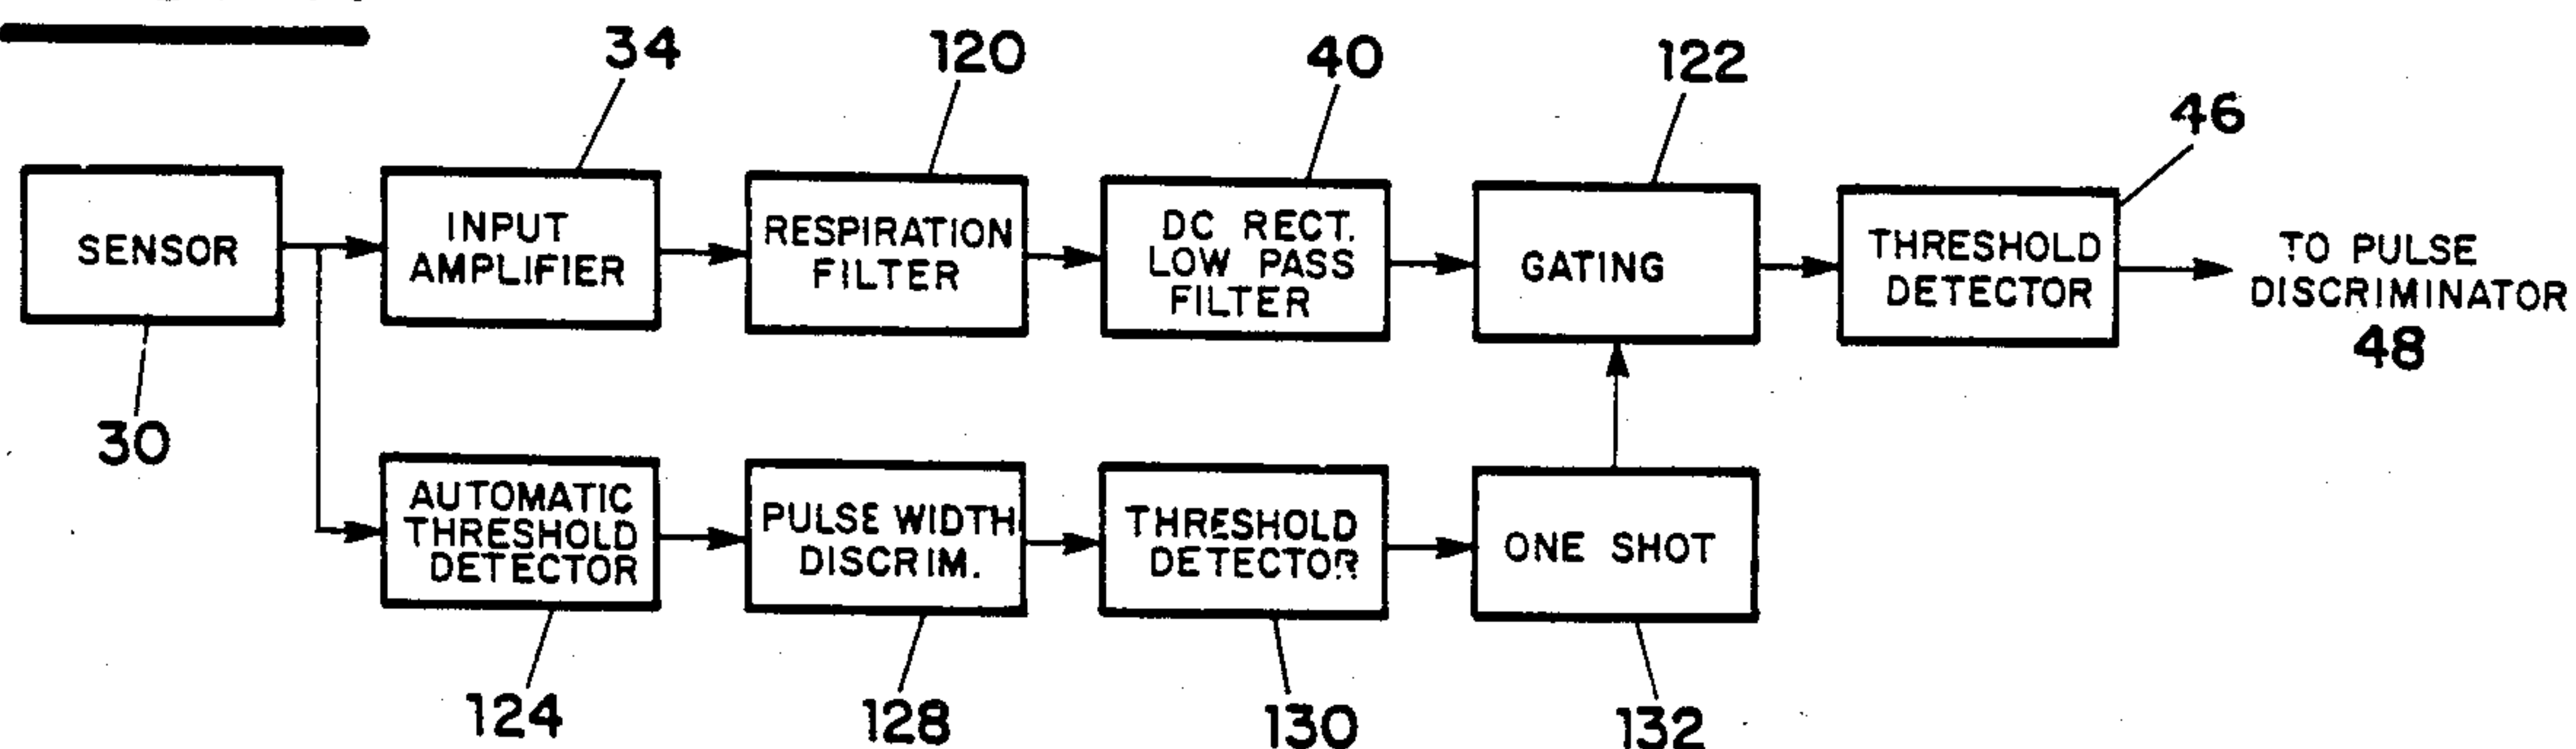 34
120
40
122
46
SENSOR
INPUT
AMPLIFIER
RESPIRATION
FILTER
DC RECT.
LOW PASS
FILTER
GATING
THRESHOLD
DETECTOR
TO PULSE
DISCRIMINATOR
48
30
AUTOMATIC
THRESHOLD
DETECTOR
PULSE WIDTH
DISCRIM.
THRESHOLD
DETECTOR
ONE SHOT
124
128
130
132